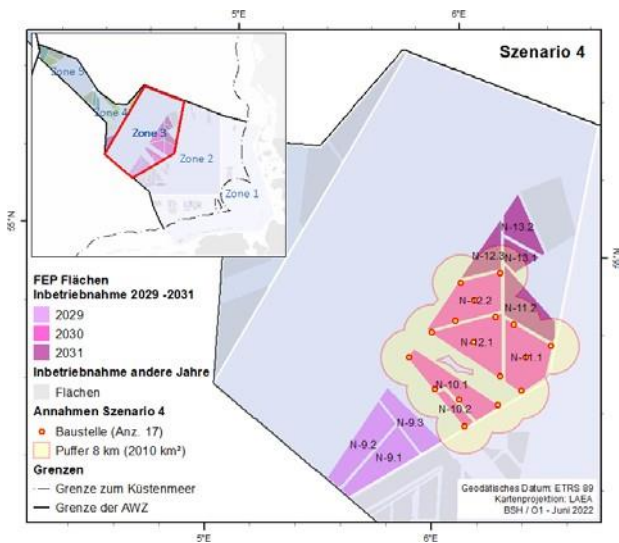 5°E
6°E
Szenario 4
Zone 5
Zone 4
Zone 3
Zone 2
Zone 1
55°N
55°N
N-13.2
N-13.1
N-12.3
N-12.2
N-11.2
N-12.1
N-11.1
N-10.1
N-10.2
N-9.3
N-9.2
N-9.1
FEP Flächen
Inbetriebnahme 2029 -2031
2029
2030
2031
Inbetriebnahme andere Jahre
Flächen
Annahmen Szenario 4
Baustelle (Anz. 17)
Puffer 8 km (2010 km²)
Grenzen
Grenze zum Küstenmeer
Grenze der AWZ
Geodätisches Datum: ETRS 89
Kartenprojektion: LAEA
BSH / O1 - Juni 2022
5°E
6°E